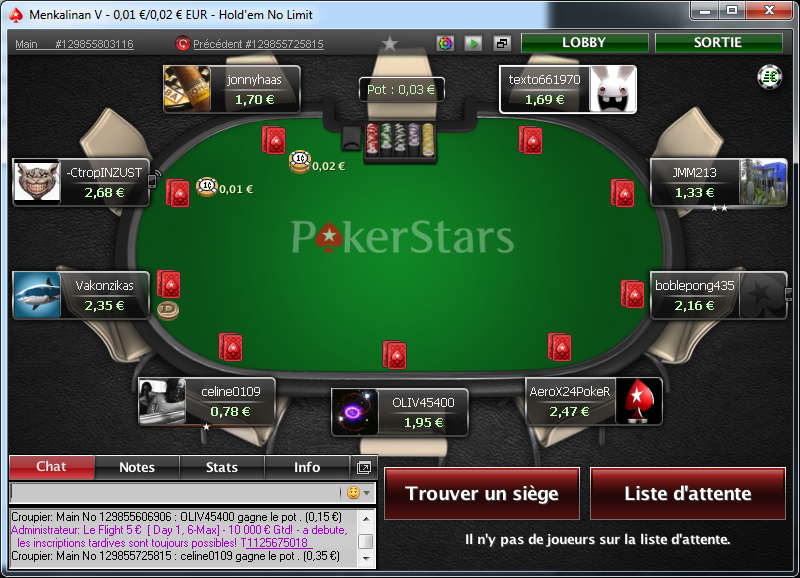 Menkalinan V - 0,01 €/0,02 € EUR - Hold'em No Limit
Main #129855803116
Précédent #129855725815
LOBBY
SORTIE
jonnyhaas
1,70 €
Pot : 0,03 €
texto661970
1,69 €
-CtropINZUST
2,68 €
0,01 €
0,02 €
JMM213
1,33 €
PokerStars
Vakonzikas
2,35 €
D
boblepong435
2,16 €
celine0109
0,78 €
OLIV45400
1,95 €
AeroX24PokeR
2,47 €
Chat
Notes
Stats
Info
Trouver un siège
Liste d'attente
Croupier: Main No 129855606906 : OLIV45400 gagne le pot . (0,15 €)
Administrateur: Le Flight 5 € [ Day 1, 6-Max] - 10 000 € Gtd! - a debute,
les inscriptions tardives sont toujours possibles! T1125675018
Croupier: Main No 129855725815 : celine0109 gagne le pot . (0,35 €)
Il n'y pas de joueurs sur la liste d'attente.